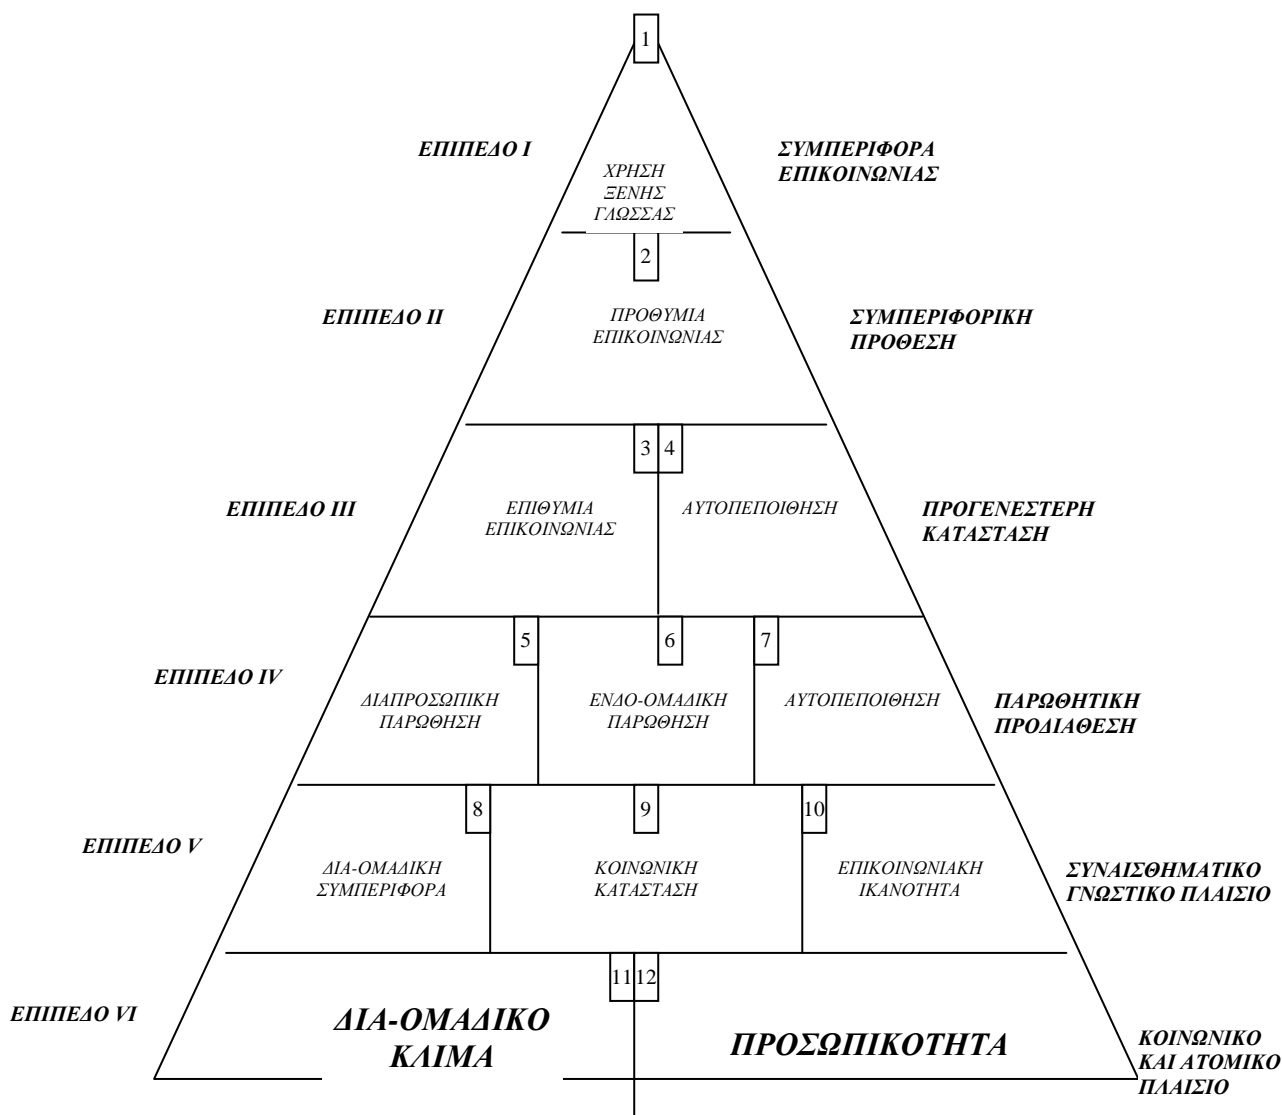 1
ΕΠΙΠΕΔΟ I
ΣΥΜΠΕΡΙΦΟΡΑ
ΕΠΙΚΟΙΝΩΝΙΑΣ
ΧΡΗΣΗ
ΞΕΝΗΣ
ΓΛΩΣΣΑΣ
2
ΕΠΙΠΕΔΟ II
ΠΡΟΘΥΜΙΑ
ΕΠΙΚΟΙΝΩΝΙΑΣ
ΣΥΜΠΕΡΙΦΟΡΙΚΗ
ΠΡΟΘΕΣΗ
3 4
ΕΠΙΠΕΔΟ III
ΕΠΙΘΥΜΙΑ
ΕΠΙΚΟΙΝΩΝΙΑΣ
ΑΥΤΟΠΕΠΟΙΘΗΣΗ
ΠΡΟΓΕΝΕΣΤΕΡΗ
ΚΑΤΑΣΤΑΣΗ
5 6 7
ΕΠΙΠΕΔΟ IV
ΔΙΑΠΡΟΣΩΠΙΚΗ
ΠΑΡΩΘΗΣΗ
ΕΝΔΟ-ΟΜΑΔΙΚΗ
ΠΑΡΩΘΗΣΗ
ΑΥΤΟΠΕΠΟΙΘΗΣΗ
ΠΑΡΩΘΗΤΙΚΗ
ΠΡΟΔΙΑΘΕΣΗ
8 9 10
ΕΠΙΠΕΔΟ V
ΔΙΑ-ΟΜΑΔΙΚΗ
ΣΥΜΠΕΡΙΦΟΡΑ
ΚΟΙΝΩΝΙΚΗ
ΚΑΤΑΣΤΑΣΗ
ΕΠΙΚΟΙΝΩΝΙΑΚΗ
ΙΚΑΝΟΤΗΤΑ
ΣΥΝΑΙΣΘΗΜΑΤΙΚΟ
ΓΝΩΣΤΙΚΟ ΠΛΑΙΣΙΟ
11 12
ΕΠΙΠΕΔΟ VI
ΔΙΑ-ΟΜΑΔΙΚΟ
ΚΛΙΜΑ
ΠΡΟΣΩΠΙΚΟΤΗΤΑ
ΚΟΙΝΩΝΙΚΟ
ΚΑΙ ΑΤΟΜΙΚΟ
ΠΛΑΙΣΙΟ